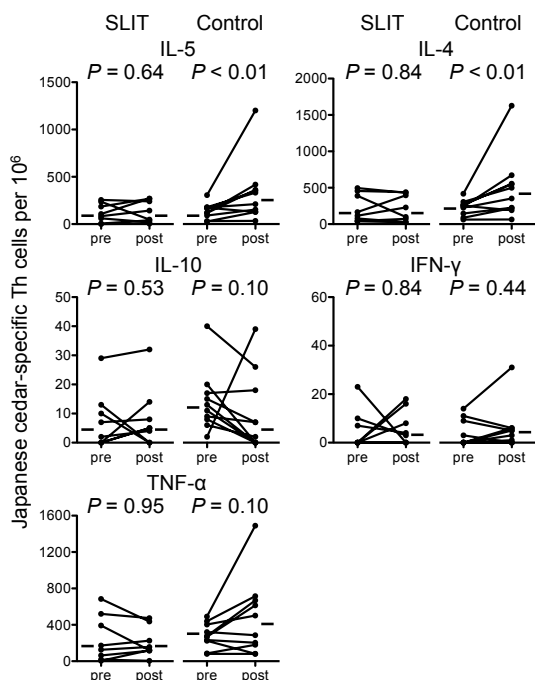 SLIT Control SLIT Control
IL-5 IL-4
P = 0.64 P < 0.01 P = 0.84 P < 0.01
1500
1000
500
0
2000
1500
1000
500
0
pre post pre post pre post pre post
IL-10 IFN-γ
P = 0.53 P = 0.10 P = 0.84 P = 0.44
50
40
30
20
10
0
60
40
20
0
pre post pre post pre post pre post
TNF-α
P = 0.95 P = 0.10
1600
1200
800
400
0
pre post pre post
Japanese cedar-specific Th cells per 10⁶